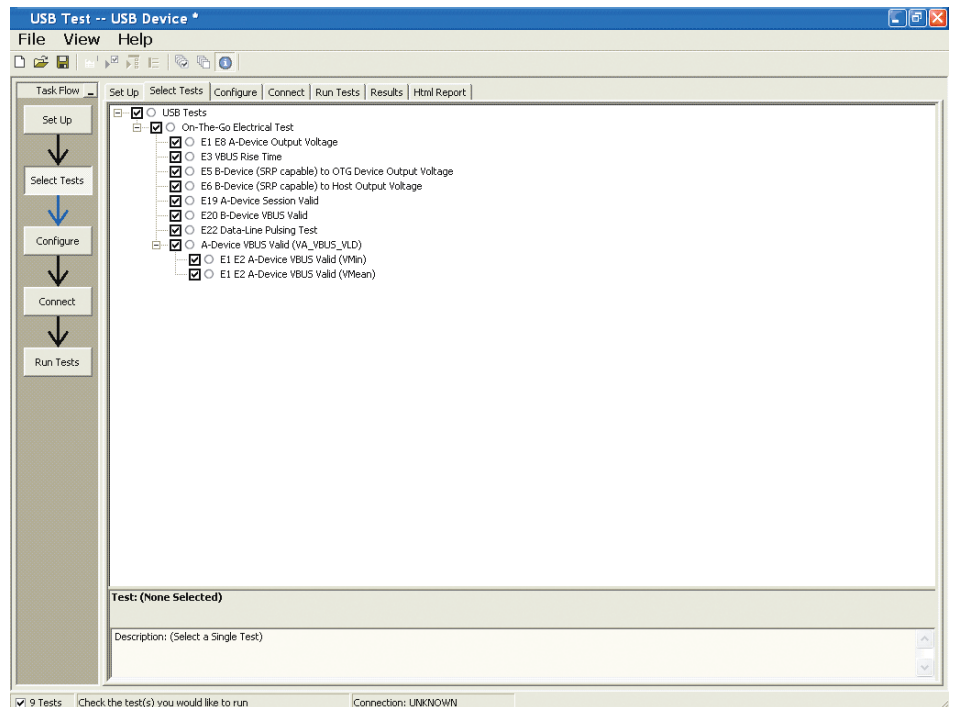 USB Test -- USB Device *
File View Help
Task Flow
Set Up
Select Tests
Configure
Connect
Run Tests
Set Up Select Tests Configure Connect Run Tests Results Html Report
USB Tests
On-The-Go Electrical Test
E1 E8 A-Device Output Voltage
E3 VBUS Rise Time
E5 B-Device (SRP capable) to OTG Device Output Voltage
E6 B-Device (SRP capable) to Host Output Voltage
E19 A-Device Session Valid
E20 B-Device VBUS Valid
E22 Data-Line Pulsing Test
A-Device VBUS Valid (VA_VBUS_VLD)
E1 E2 A-Device VBUS Valid (VMin)
E1 E2 A-Device VBUS Valid (VMean)
Test: (None Selected)
Description: (Select a Single Test)
9 Tests Check the test(s) you would like to run Connection: UNKNOWN